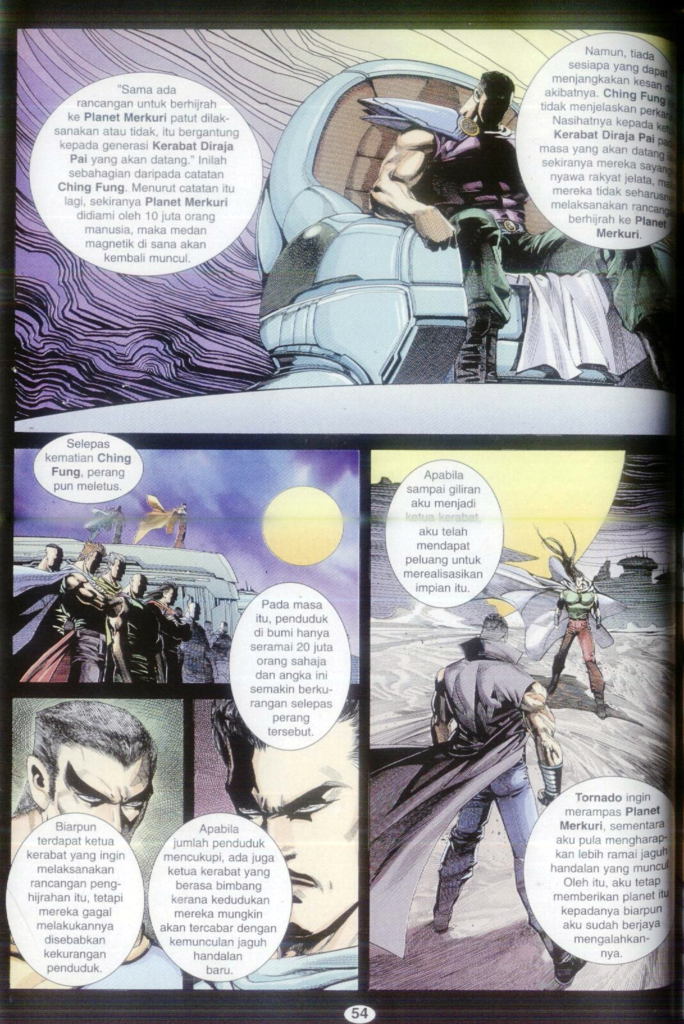 "Sama ada
rancangan untuk berhijrah
ke Planet Merkuri patut dilak-
sanakan atau tidak, itu bergantung
kepada generasi Kerabat Diraja
Pai yang akan datang." Inilah
sebahagian daripada catatan
Ching Fung. Menurut catatan itu
lagi, sekiranya Planet Merkuri
didiami oleh 10 juta orang
manusia, maka medan
magnetik di sana akan
kembali muncul.
Namun, tiada
sesiapa yang dapat
menjangkakan kesan d
akibatnya. Ching Fung
tidak menjelaskan perkar
Nasihatnya kepada ket
Kerabat Diraja Pai pad
masa yang akan datang
sekiranya mereka sayang
nyawa rakyat jelata, ma
mereka tidak seharusn
melaksanakan rancang
berhijrah ke Planet
Merkuri.
Selepas
kematian Ching
Fung, perang
pun meletus.
Pada masa
itu, penduduk
di bumi hanya
seramai 20 juta
orang sahaja
dan angka ini
semakin berku-
rangan selepas
perang
tersebut.
Biarpun
terdapat ketua
kerabat yang ingin
melaksanakan
rancangan peng-
hijrahan itu, tetapi
mereka gagal
melakukannya
disebabkan
kekurangan
penduduk.
Apabila
jumlah penduduk
mencukupi, ada juga
ketua kerabat yang
berasa bimbang
kerana kedudukan
mereka mungkin
akan tercabar dengan
kemunculan jaguh
handalan
baru.
Apabila
sampai giliran
aku menjadi
ketua kerabat,
aku telah
mendapat
peluang untuk
merealisasikan
impian itu.
Tornado ingin
merampas Planet
Merkuri, sementara
aku pula mengharap-
kan lebih ramai jaguh
handalan yang muncul
Oleh itu, aku tetap
memberikan planet itu
kepadanya biarpun
aku sudah berjaya
mengalahkan-
nya.
54